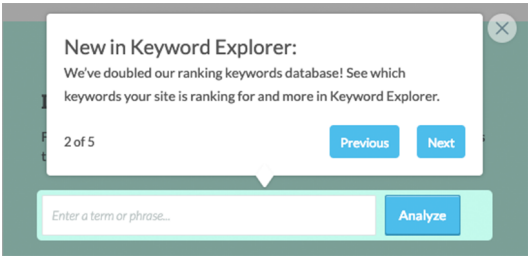 New in Keyword Explorer:
We've doubled our ranking keywords database! See which
keywords your site is ranking for and more in Keyword Explorer.
2 of 5
Previous
Next
Enter a term or phrase...
Analyze